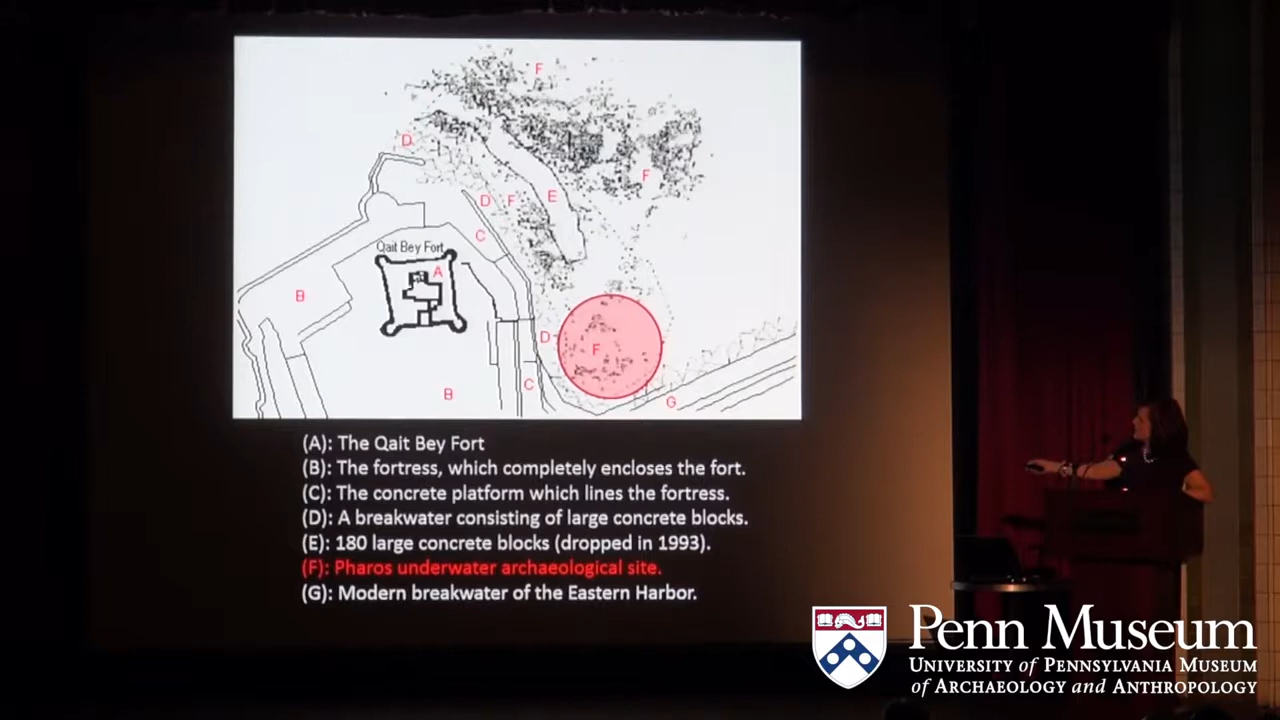 F
D
F
D
F
E
C
Qait Bey Fort
A
B
D
F
C
B
G
(A): The Qait Bey Fort
(B): The fortress, which completely encloses the fort.
(C): The concrete platform which lines the fortress.
(D): A breakwater consisting of large concrete blocks.
(E): 180 large concrete blocks (dropped in 1993).
(F): Pharos underwater archaeological site.
(G): Modern breakwater of the Eastern Harbor.
Penn Museum
UNIVERSITY of PENNSYLVANIA MUSEUM
of ARCHAEOLOGY and ANTHROPOLOGY